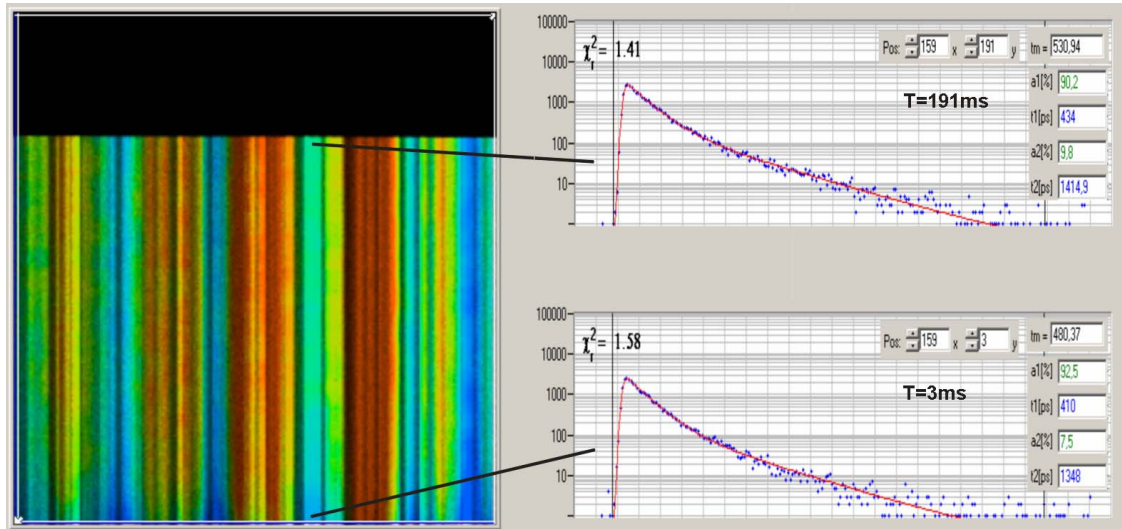 100000
10000
1000
100
10
χ²r = 1.41
Pos: 159 x 191 y
tm = 530,94
a1[%] 90,2
t1[ps] 434
a2[%] 9,8
t2[ps] 1414,9
T=191ms
100000
10000
1000
100
10
χ²r = 1.58
Pos: 159 x 3 y
tm = 480,37
a1[%] 92,5
t1[ps] 410
a2[%] 7,5
t2[ps] 1348
T=3ms